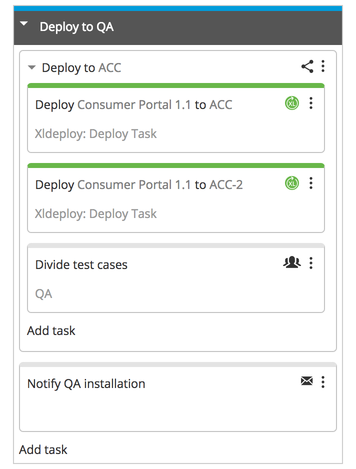 Deploy to QA
Deploy to ACC
Deploy Consumer Portal 1.1 to ACC
XL
Xldeploy: Deploy Task
Deploy Consumer Portal 1.1 to ACC-2
XL
Xldeploy: Deploy Task
Divide test cases
QA
Add task
Notify QA installation
Add task